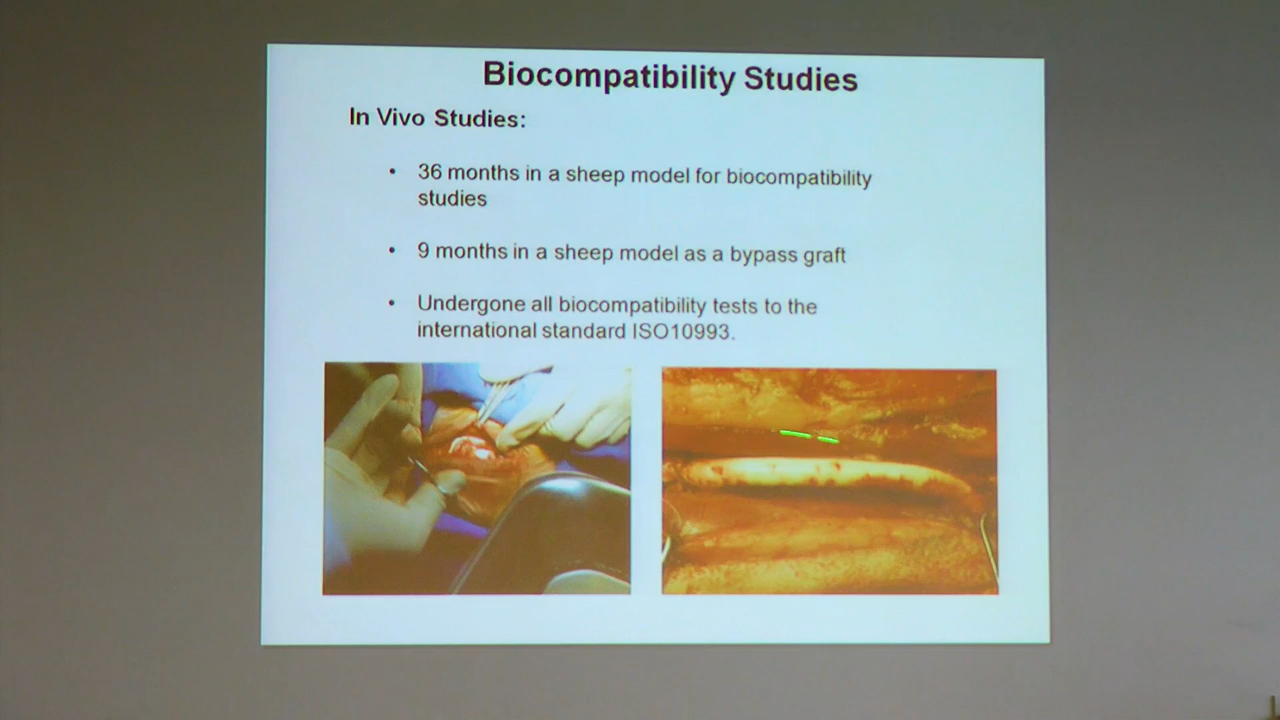 Biocompatibility Studies
In Vivo Studies:
• 36 months in a sheep model for biocompatibility
studies
• 9 months in a sheep model as a bypass graft
• Undergone all biocompatibility tests to the
international standard ISO10993.